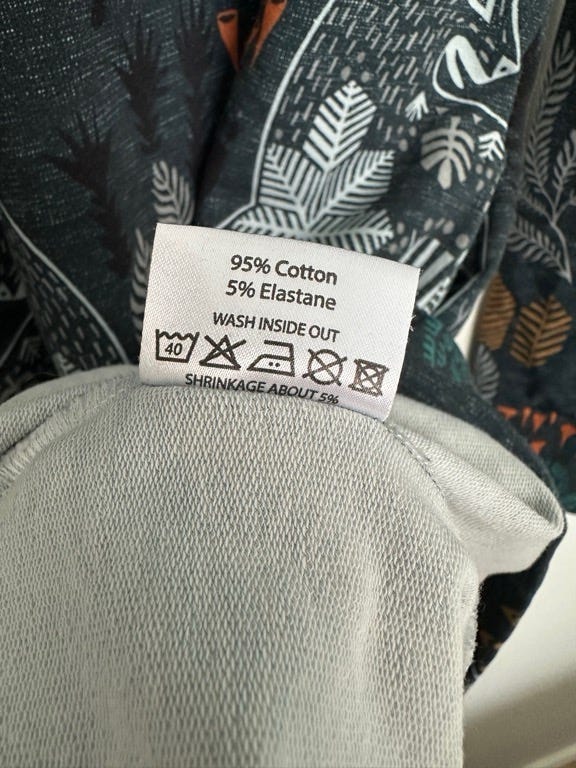 95% Cotton
5% Elastane
WASH INSIDE OUT
40
SHRINKAGE ABOUT 5%